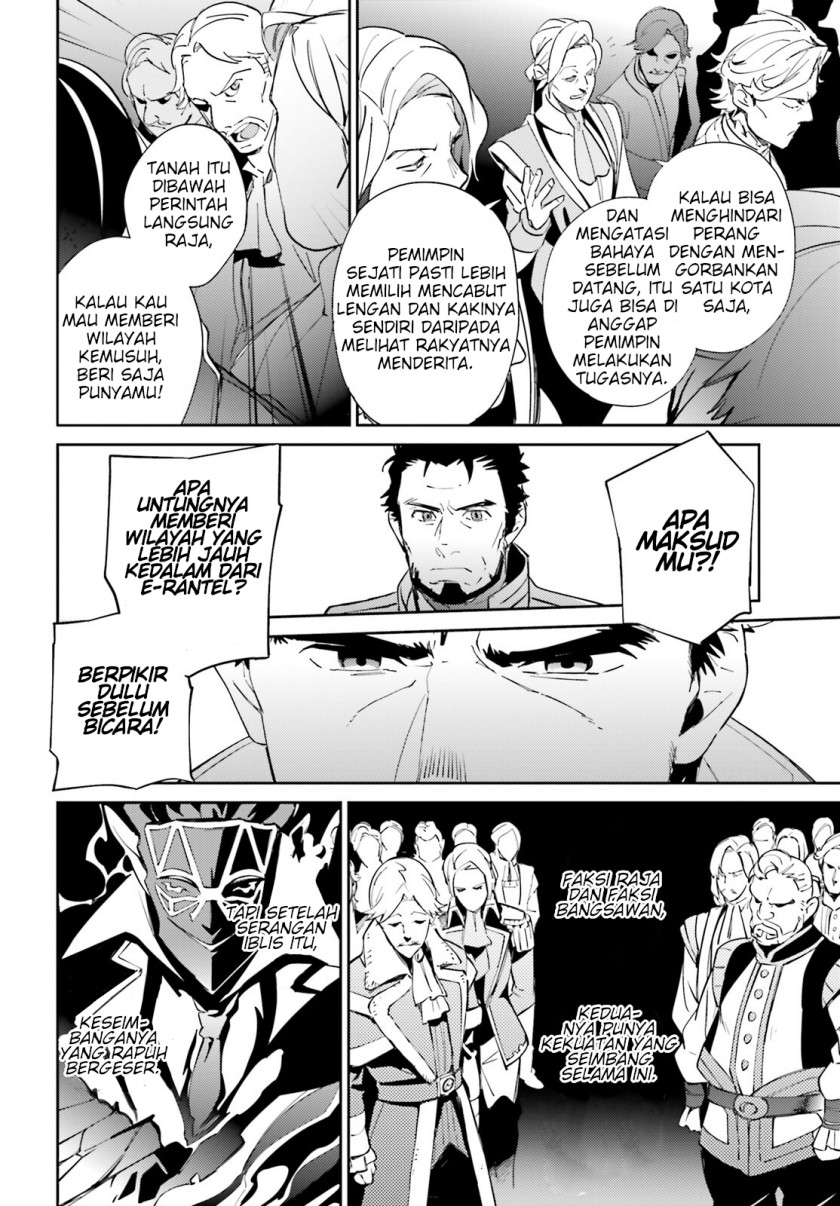 KALAU BISA
MENGHINDARI
PERANG
DENGAN MEN-
GORBANKAN
SATU KOTA
SAJA,
DAN
MENGATASI
BAHAYA
SEBELUM
DATANG, ITU
JUGA BISA DI
ANGGAP
PEMIMPIN
MELAKUKAN
TUGASNYA.
PEMIMPIN
SEJATI PASTI LEBIH
MEMILIH MENCABUT
LENGAN DAN KAKINYA
SENDIRI DARIPADA
MELIHAT RAKYATNYA
MENDERITA.
TANAH ITU
DIBAWAH
PERINTAH
LANGSUNG
RAJA,
KALAU KAU
MAU MEMBERI
WILAYAH
KEMUSUH,
BERI SAJA
PUNYAMU!
APA
MAKSUD
MU?!
APA
UNTUNGNYA
MEMBERI
WILAYAH YANG
LEBIH JAUH
KEDALAM DARI
E-RANTEL?
BERPIKIR
DULU
SEBELUM
BICARA!
FAKSI RAJA
DAN FAKSI
BANGSAWAN,
KEDUA-
NYA PUNYA
KEKUATAN YANG
SEIMBANG
SELAMA INI.
TAPI SETELAH
SERANGAN
IBLIS ITU,
KESEIM-
BANGANYA
YANG RAPUH
BERGESER.